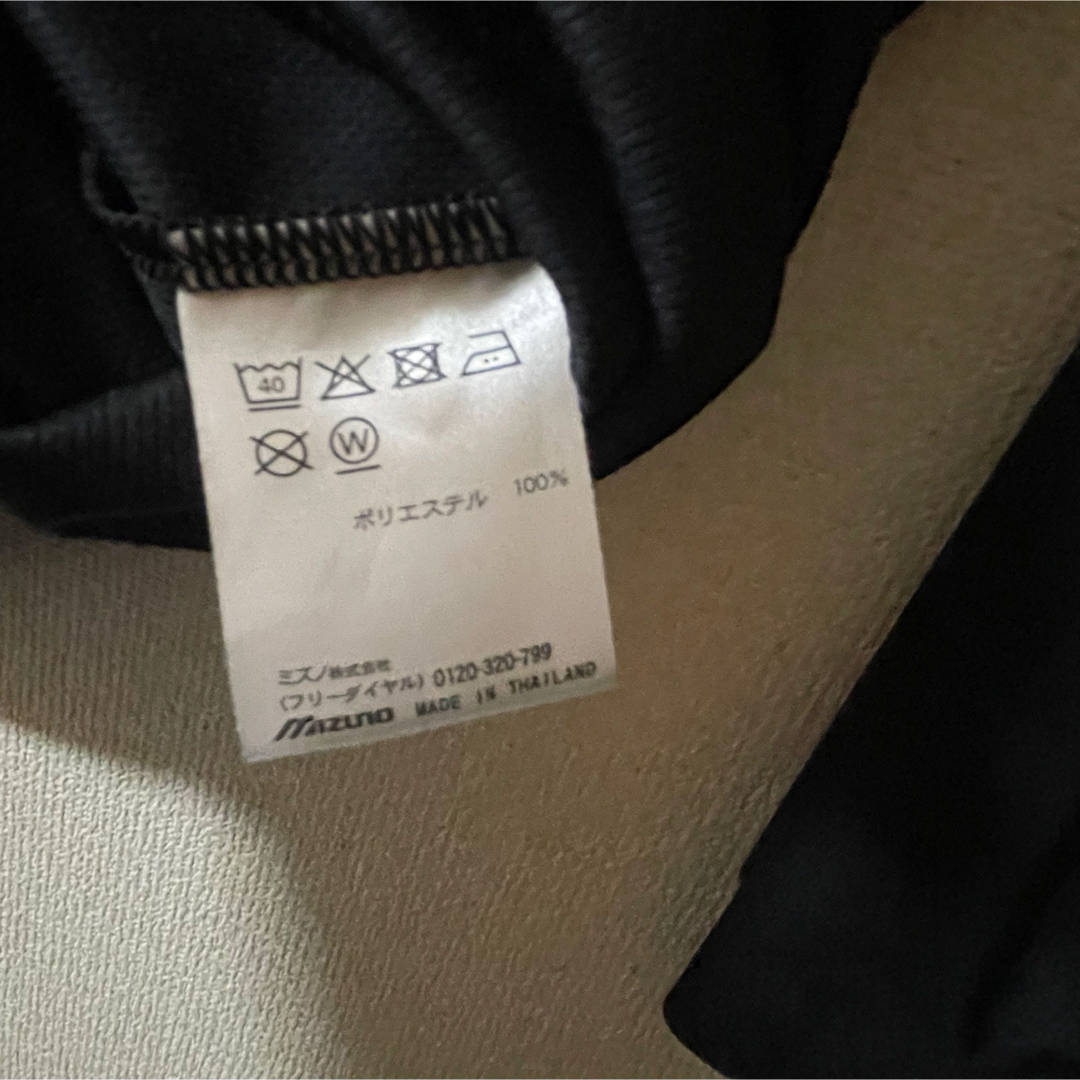 40
W
ポリエステル 100%
ミズノ株式会社
(フリーダイヤル) 0120-320-799
MIZUNO MADE IN THAILAND